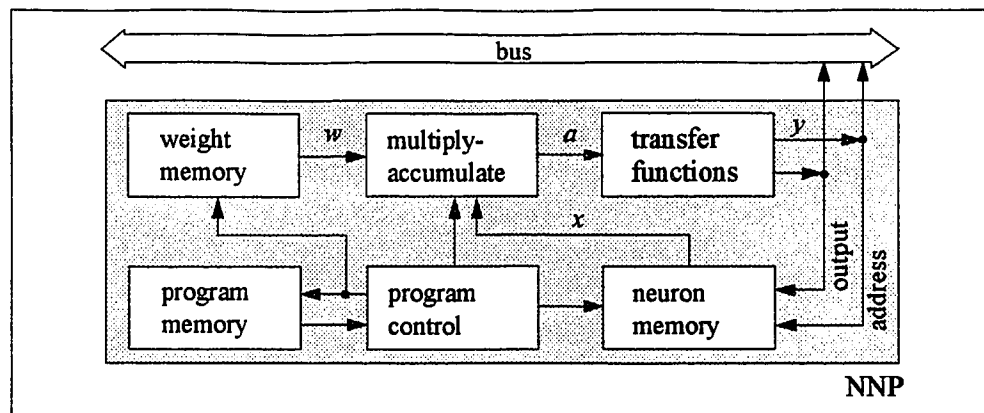 bus
weight
memory
w
multiply-
accumulate
a
transfer
functions
y
x
output
address
program
memory
program
control
neuron
memory
NNP